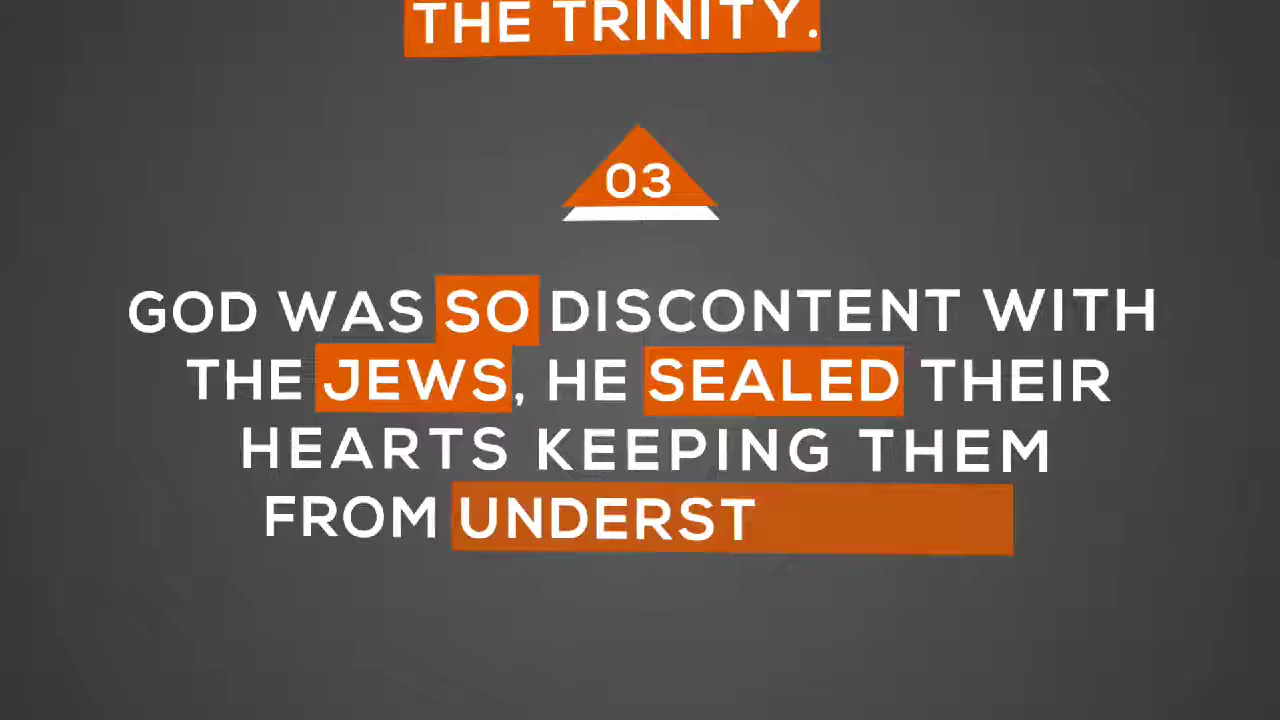 THE TRINITY.
03
GOD WAS SO DISCONTENT WITH
THE JEWS, HE SEALED THEIR
HEARTS KEEPING THEM
FROM UNDERST